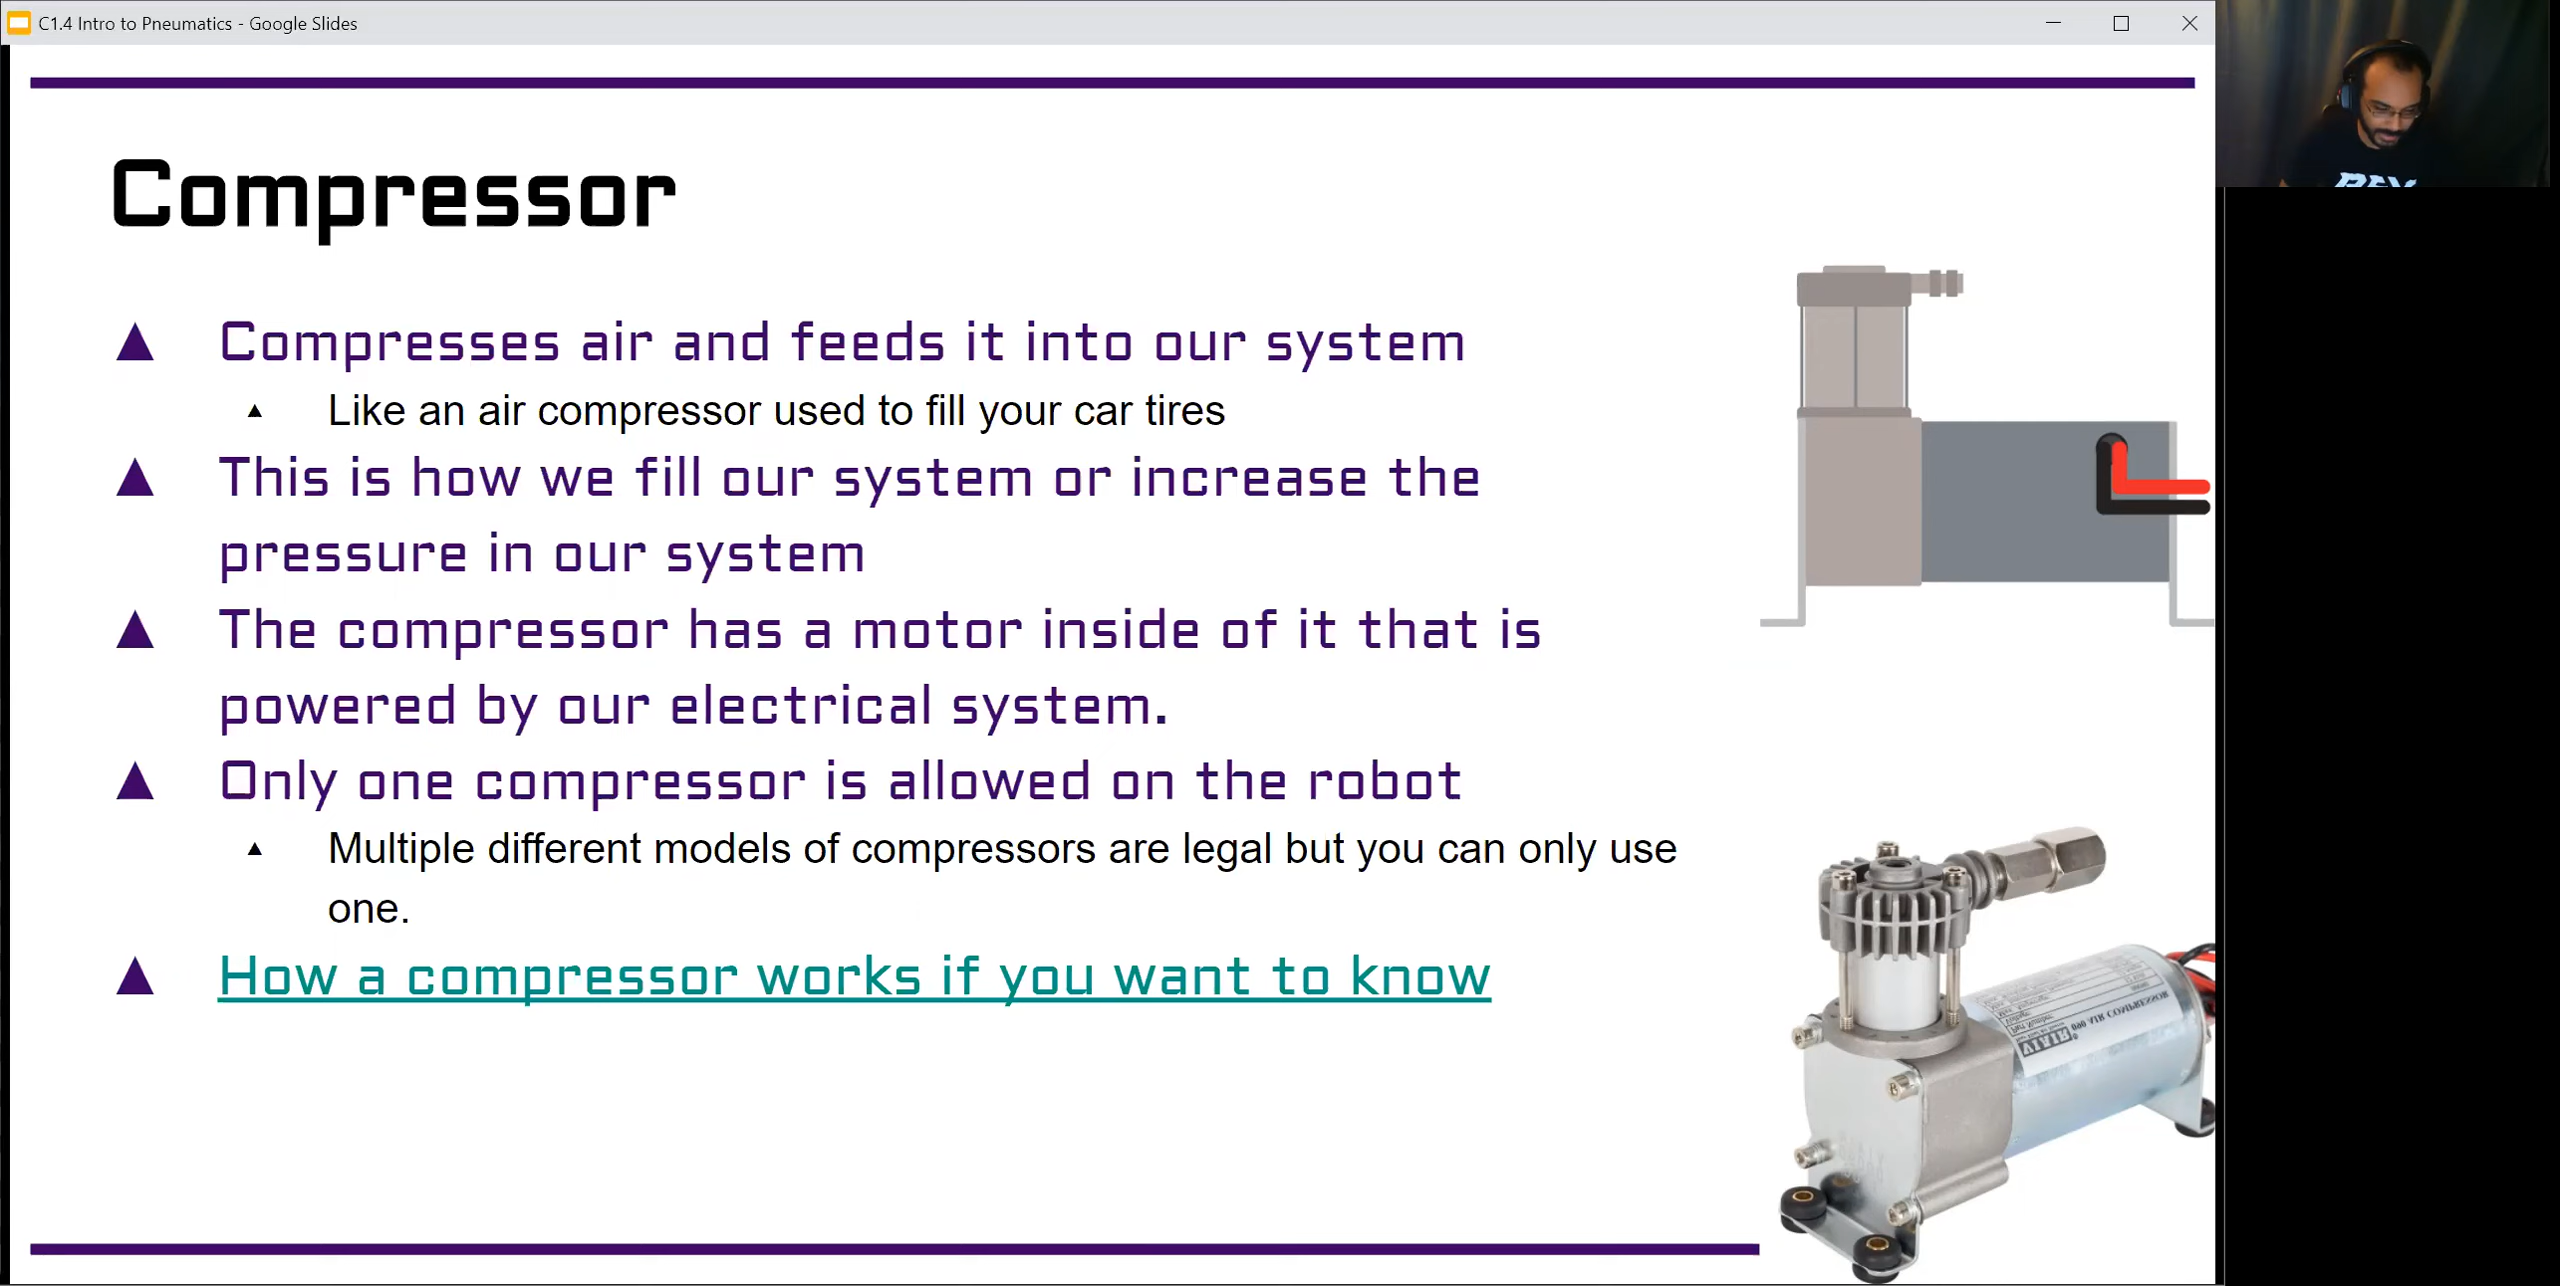 C1.4 Intro to Pneumatics - Google Slides
Compressor
Compresses air and feeds it into our system
Like an air compressor used to fill your car tires
This is how we fill our system or increase the
pressure in our system
The compressor has a motor inside of it that is
powered by our electrical system.
Only one compressor is allowed on the robot
Multiple different models of compressors are legal but you can only use
one.
How a compressor works if you want to know
VIAIR 090 AIR COMPRESSOR